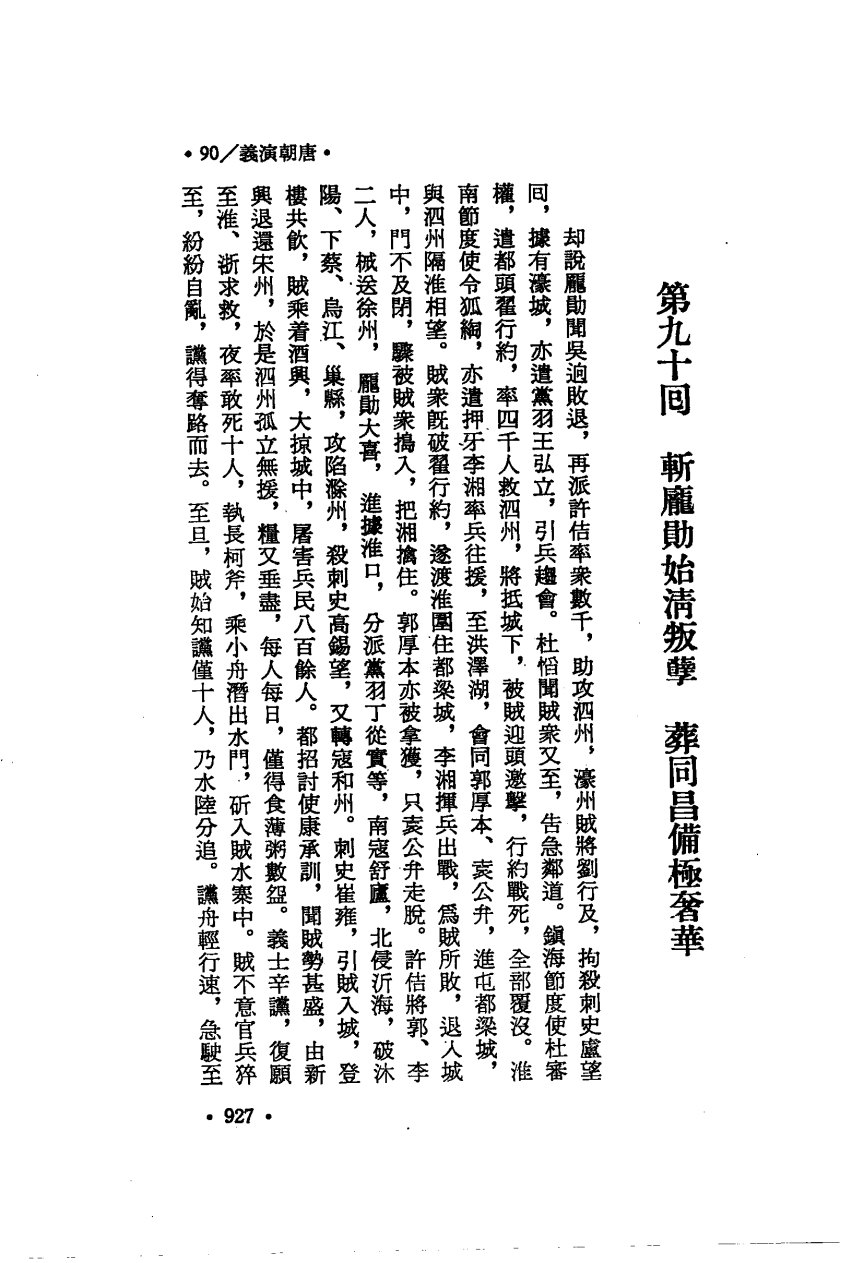 • 90／義演朝唐 •
第九十回　斬龐勛始清叛孽　葬同昌備極奢華
却說龐勛聞吳逈敗退，再派許佶率衆數千，助攻泗州，濠州賊將劉行及，拘殺刺史盧望
回，據有濠城，亦遣黨羽王弘立，引兵趨會。杜慆聞賊衆又至，告急鄰道。鎭海節度使杜審
權，遣都頭翟行約，率四千人救泗州，將抵城下，被賊迎頭邀擊，行約戰死，全部覆沒。淮
南節度使令狐綯，亦遣押牙李湘率兵往援，至洪澤湖，會同郭厚本、袁公弁，進屯都梁城，
與泗州隔淮相望。賊衆旣破翟行約，遂渡淮圍住都梁城，李湘揮兵出戰，爲賊所敗，退人城
中，門不及閉，驟被賊衆搗入，把湘擒住。郭厚本亦被拿獲，只袁公弁走脫。許佶將郭、李
二人，械送徐州，龐勛大喜，進據淮口，分派黨羽丁從實等，南寇舒廬，北侵沂海，破沭
陽、下蔡、烏江、巢縣，攻陷滁州，殺刺史高錫望，又轉寇和州。刺史崔雍，引賊入城，登
樓共飲，賊乘着酒興，大掠城中，屠害兵民八百餘人。都招討使康承訓，聞賊勢甚盛，由新
興退還宋州，於是泗州孤立無援，糧又垂盡，每人每日，僅得食薄粥數盌。義士辛讜，復願
至淮、浙求救，夜率敢死十人，執長柯斧，乘小舟潛出水門，斫入賊水寨中。賊不意官兵猝
至，紛紛自亂，讜得奪路而去。至旦，賊始知讜僅十人，乃水陸分追。讜舟輕行速，急駛至
• 927 •